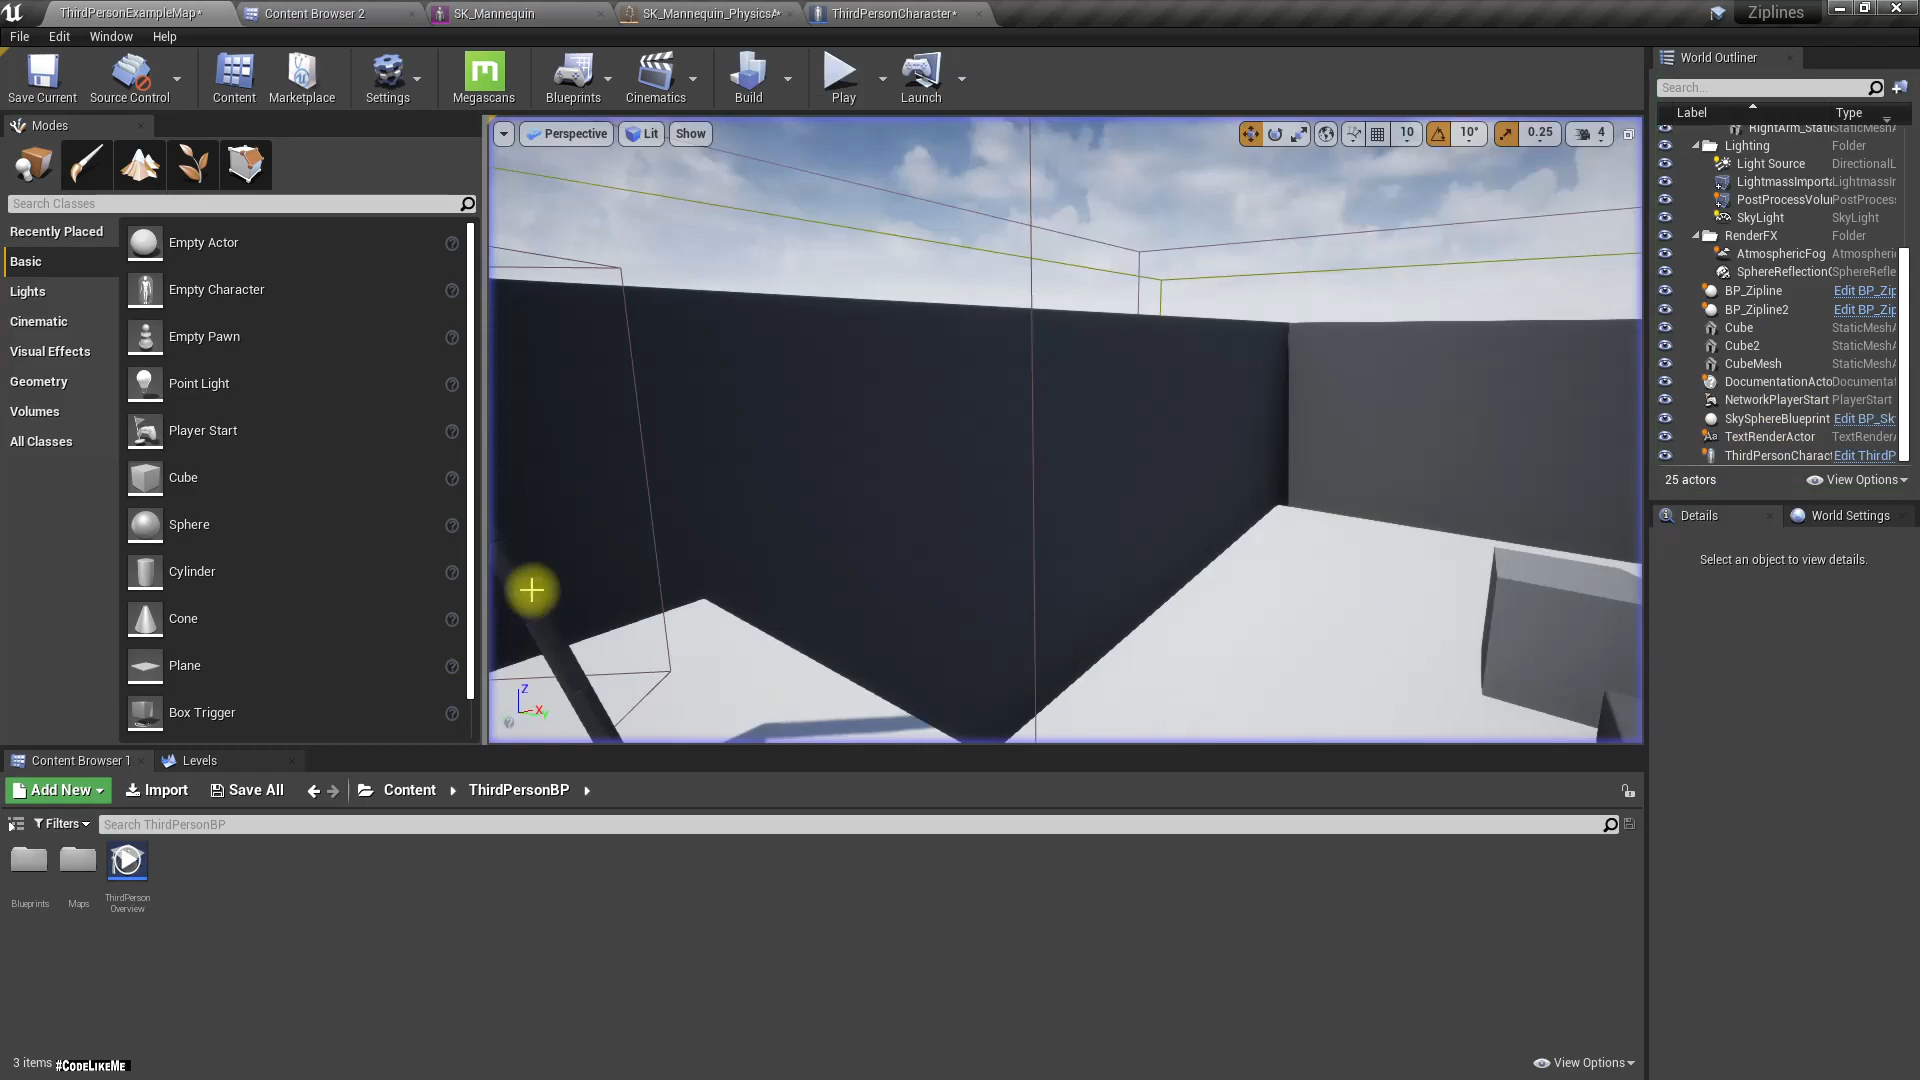 ThirdPersonExampleMap*
Content Browser 2
SK_Mannequin
SK_Mannequin_PhysicsA*
ThirdPersonCharacter*
Ziplines
File
Edit
Window
Help
Save Current
Source Control
Content
Marketplace
Settings
Megascans
Blueprints
Cinematics
Build
Play
Launch
Modes
Search Classes
Recently Placed
Basic
Lights
Cinematic
Visual Effects
Geometry
Volumes
All Classes
Empty Actor
Empty Character
Empty Pawn
Point Light
Player Start
Cube
Sphere
Cylinder
Cone
Plane
Box Trigger
Perspective
Lit
Show
10
10°
0.25
4
Z
X
World Outliner
Search...
Label
Type
RightArm_Stati StaticMeshA
Lighting Folder
Light Source DirectionalL
LightmassImporta LightmassIr
PostProcessVolur PostProcess
SkyLight SkyLight
RenderFX Folder
AtmosphericFog Atmospheric
SphereReflection SphereRefle
BP_Zipline Edit BP_Zip
BP_Zipline2 Edit BP_Zip
Cube StaticMeshA
Cube2 StaticMeshA
CubeMesh StaticMeshA
DocumentationActo Documentat
NetworkPlayerStart PlayerStart
SkySphereBlueprint Edit BP_Sk
TextRenderActor TextRenderA
ThirdPersonCharact Edit ThirdP
25 actors
View Options
Details
World Settings
Select an object to view details.
Content Browser 1
Levels
Add New
Import
Save All
Content
ThirdPersonBP
Filters
Search ThirdPersonBP
Blueprints
Maps
ThirdPerson
Overview
3 items
#CodeLikeMe
View Options